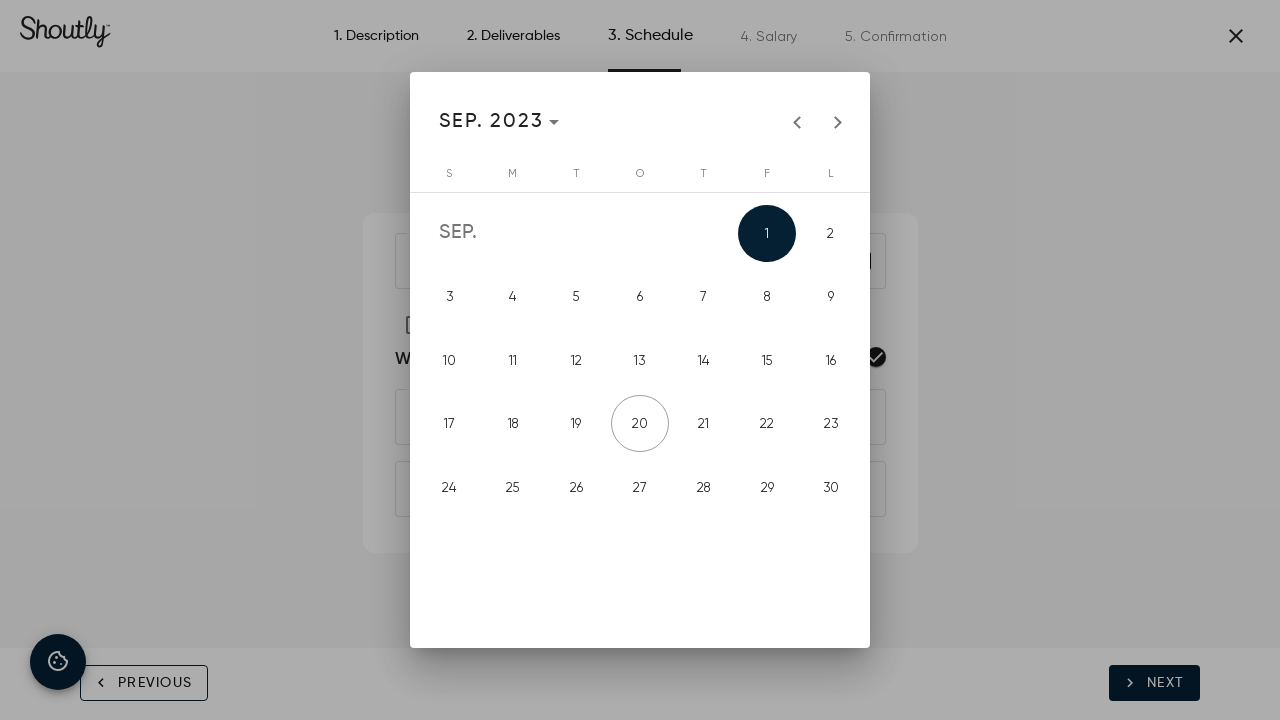 Shoutly
1. Description
2. Deliverables
3. Schedule
4. Salary
5. Confirmation
SEP. 2023
S M T O T F L
SEP. 1 2
3 4 5 6 7 8 9
10 11 12 13 14 15 16
17 18 19 20 21 22 23
24 25 26 27 28 29 30
W
PREVIOUS
NEXT